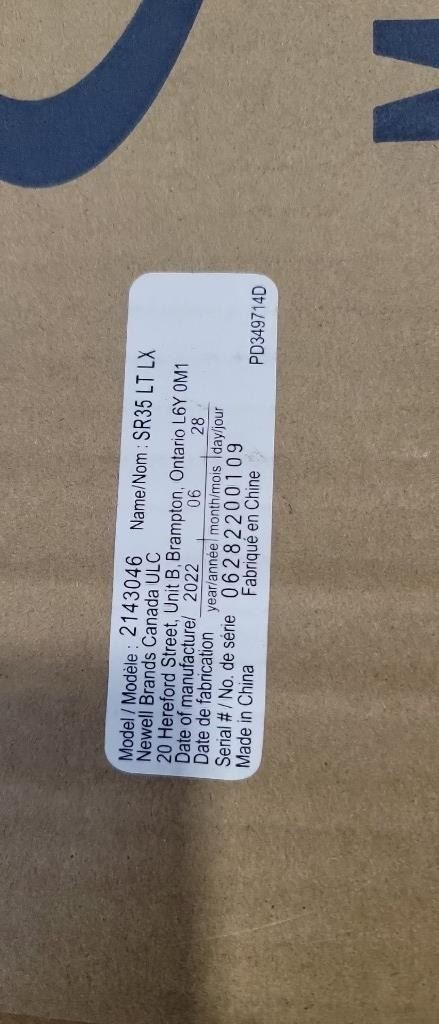 Model / Modèle : 2143046 Name/Nom : SR35 LT LX
Newell Brands Canada ULC
20 Hereford Street, Unit B, Brampton, Ontario L6Y 0M1
Date of manufacture/ 2022 06 28
Date de fabrication year/année month/mois day/jour
Serial # / No. de série 06282200109
Made in China Fabriqué en Chine PD349714D